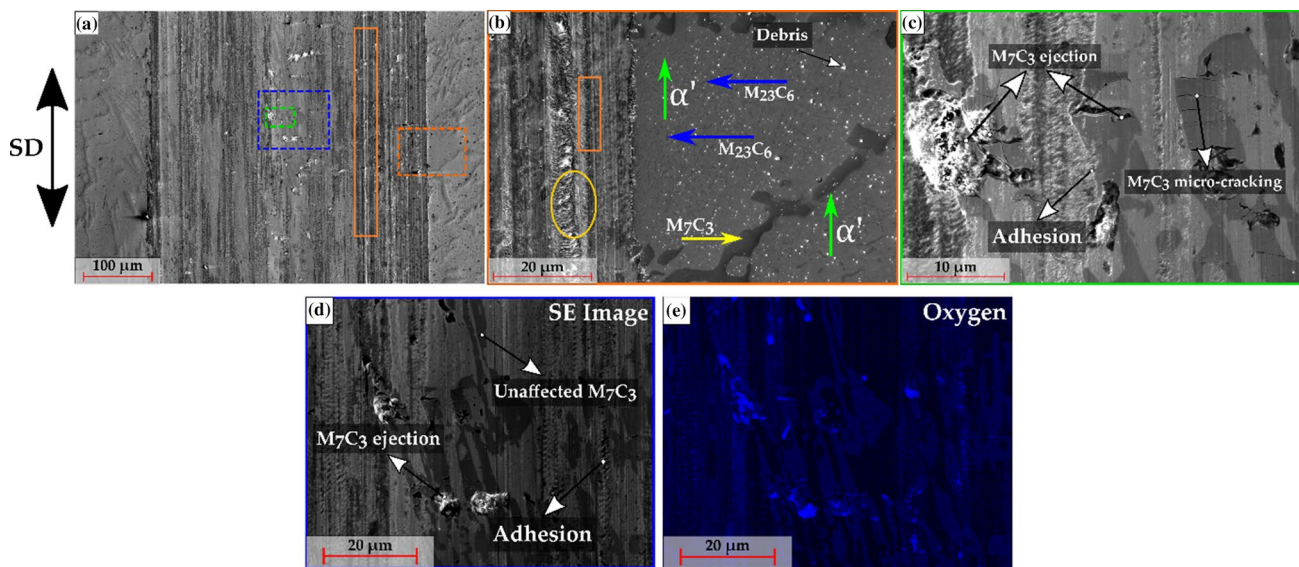 (a)
SD
100 μm
(b)
Debris
α'
M23C6
M23C6
M7C3
α'
20 μm
(c)
M7C3 ejection
M7C3 micro-cracking
Adhesion
10 μm
(d)
SE Image
Unaffected M7C3
M7C3 ejection
Adhesion
20 μm
(e)
Oxygen
20 μm